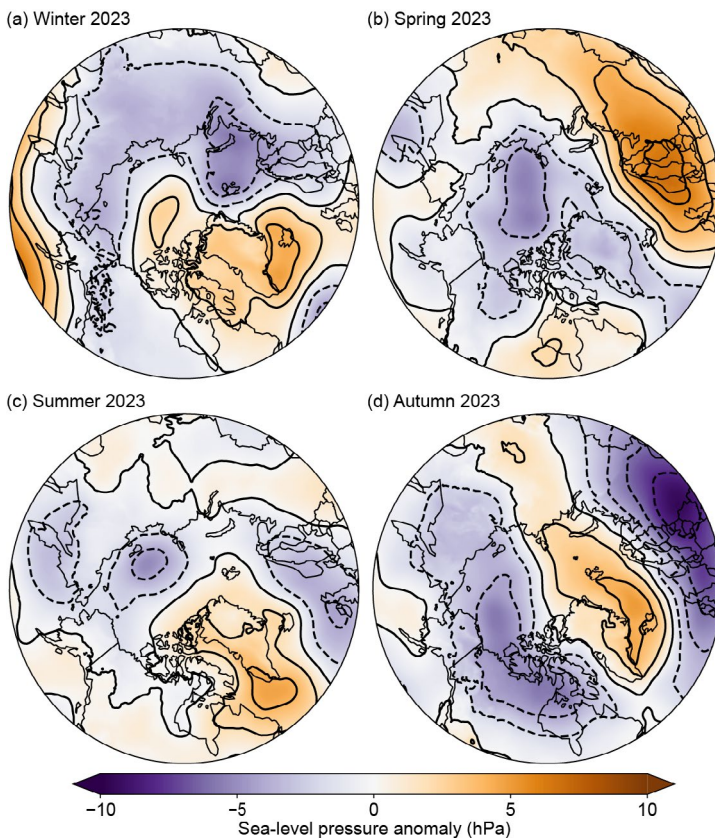 (a) Winter 2023
(b) Spring 2023
(c) Summer 2023
(d) Autumn 2023
−10 −5 0 5 10
Sea-level pressure anomaly (hPa)